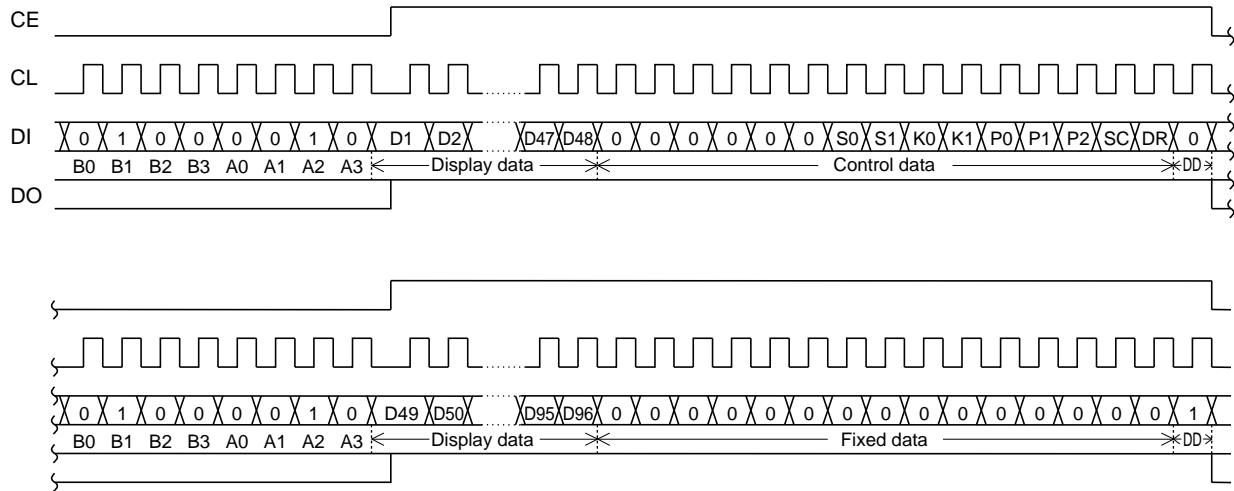 CE
CL
DI 0 1 0 0 0 0 1 0 D1 D2 D47 D48 0 0 0 0 0 0 S0 S1 K0 K1 P0 P1 P2 SC DR 0
B0 B1 B2 B3 A0 A1 A2 A3 Display data Control data DD
DO
0 1 0 0 0 0 1 0 D49 D50 D95 D96 0 0 0 0 0 0 0 0 0 0 0 0 0 0 0 1
B0 B1 B2 B3 A0 A1 A2 A3 Display data Fixed data DD